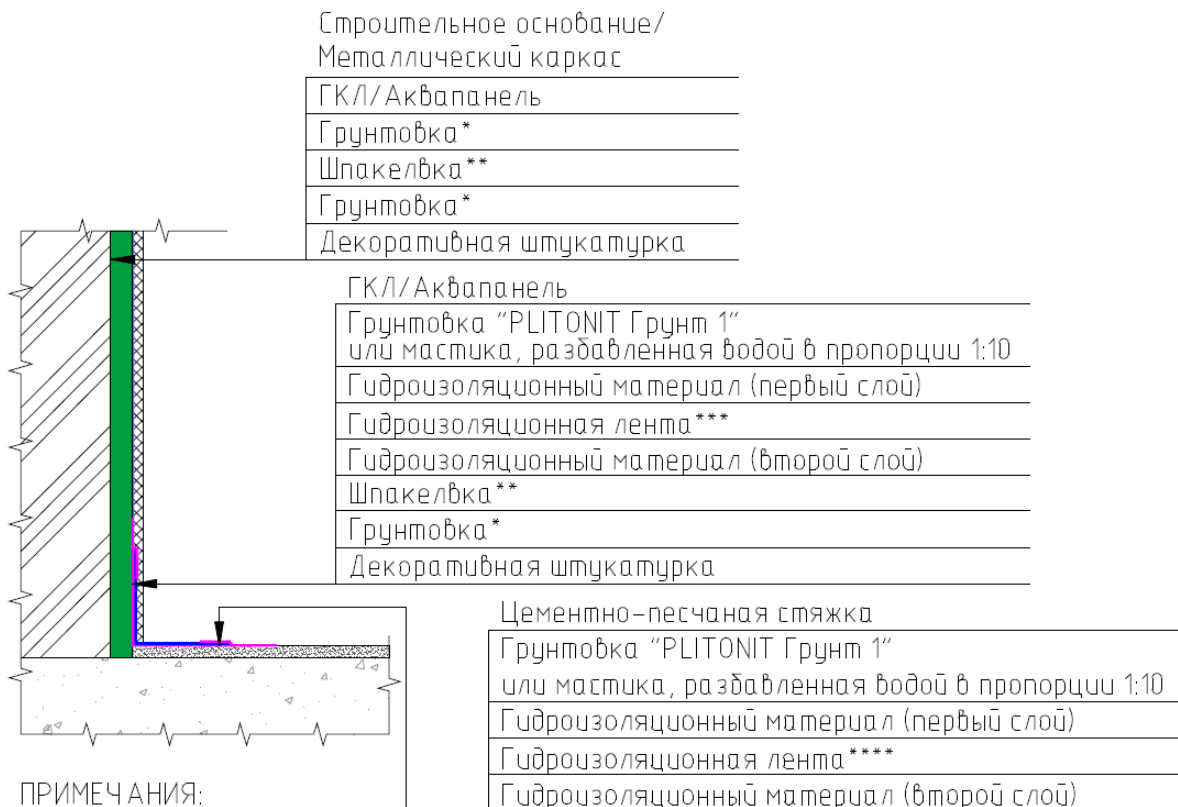 Строительное основание/
Металлический каркас
ГКЛ/Аквапанель
Грунтовка*
Шпакелвка**
Грунтовка*
Декоративная штукатурка
ГКЛ/Аквапанель
Грунтовка "PLITONIT Грунт 1"
или мастика, разбавленная водой в пропорции 1:10
Гидроизоляционный материал (первый слой)
Гидроизоляционная лента***
Гидроизоляционный материал (второй слой)
Шпакелвка**
Грунтовка*
Декоративная штукатурка
Цементно-песчаная стяжка
Грунтовка "PLITONIT Грунт 1"
или мастика, разбавленная водой в пропорции 1:10
Гидроизоляционный материал (первый слой)
Гидроизоляционная лента****
Гидроизоляционный материал (второй слой)
ПРИМЕЧАНИЯ: